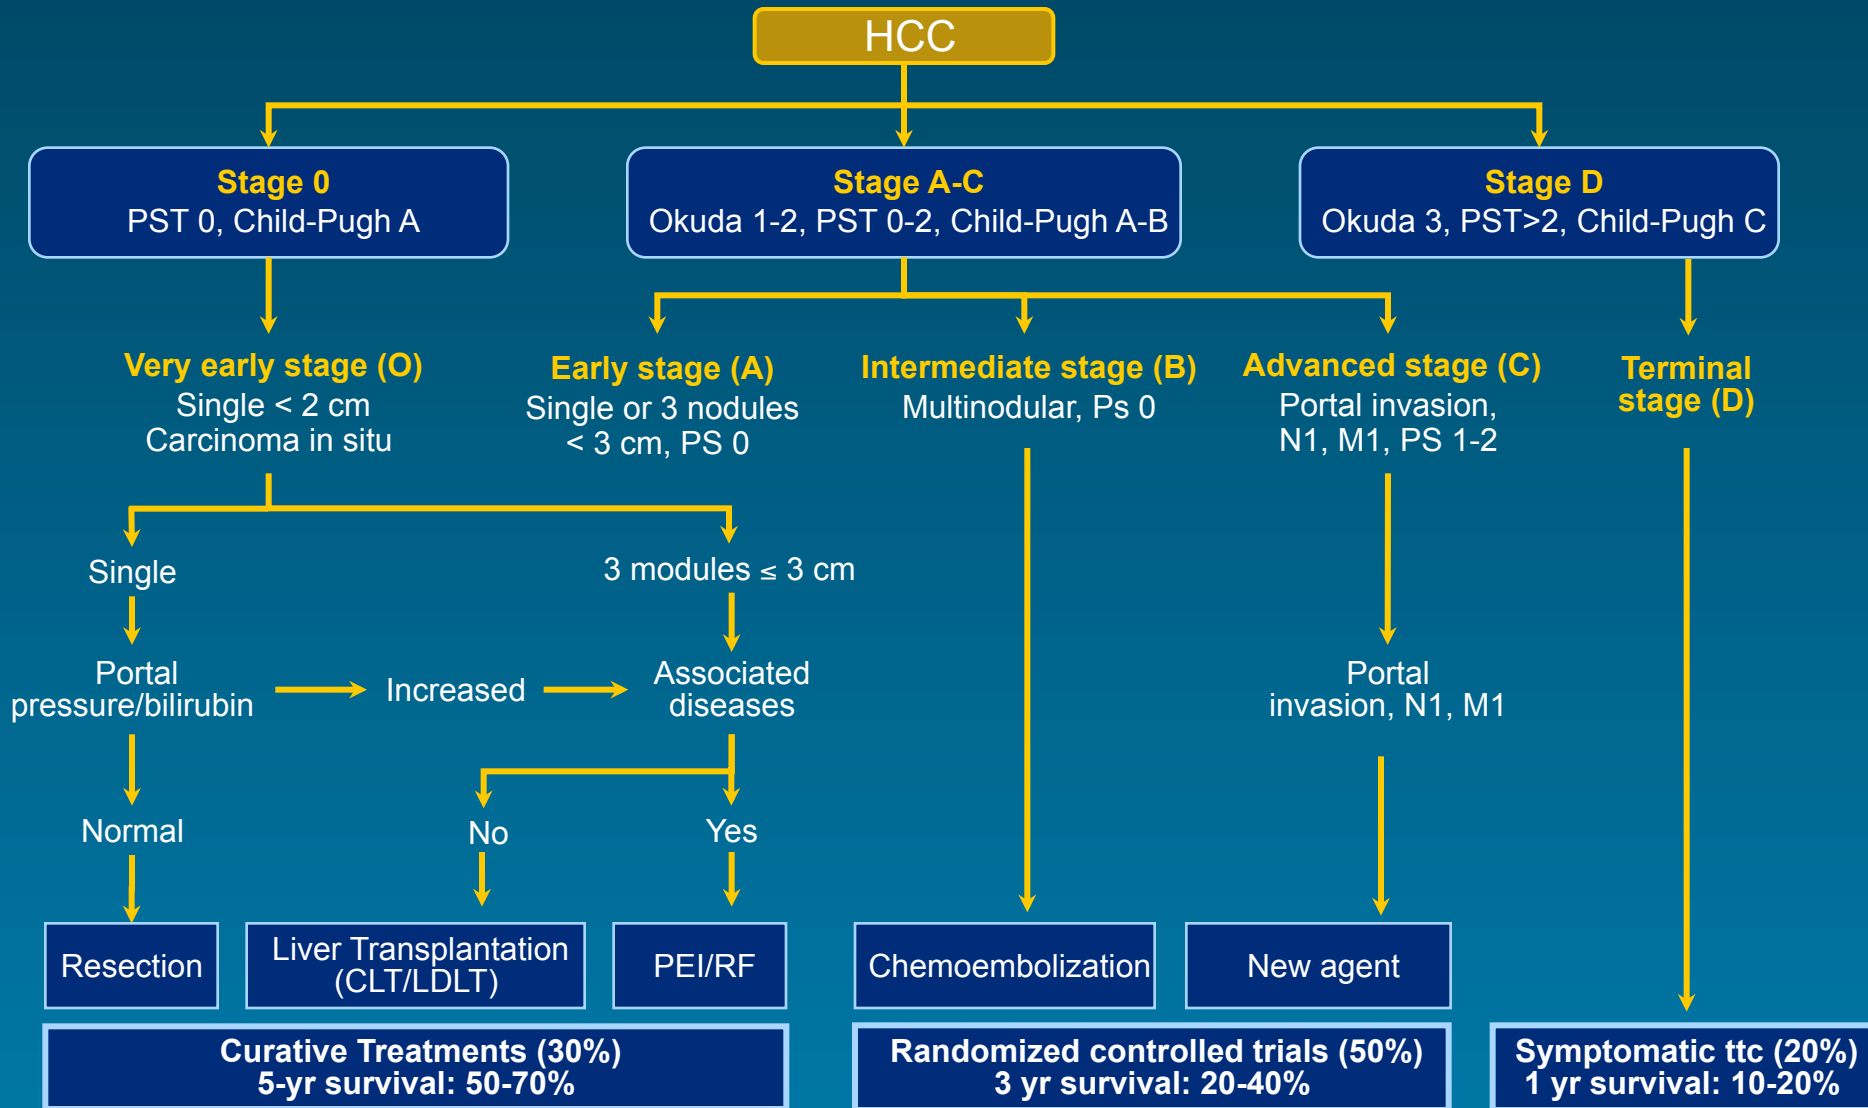 HCC
Stage 0
PST 0, Child-Pugh A
Stage A-C
Okuda 1-2, PST 0-2, Child-Pugh A-B
Stage D
Okuda 3, PST>2, Child-Pugh C
Very early stage (O)
Single < 2 cm
Carcinoma in situ
Early stage (A)
Single or 3 nodules
< 3 cm, PS 0
Intermediate stage (B)
Multinodular, Ps 0
Advanced stage (C)
Portal invasion,
N1, M1, PS 1-2
Terminal
stage (D)
Single
3 modules ≤ 3 cm
Portal
pressure/bilirubin
Increased
Associated
diseases
Portal
invasion, N1, M1
Normal
No
Yes
Resection
Liver Transplantation
(CLT/LDLT)
PEI/RF
Chemoembolization
New agent
Curative Treatments (30%)
5-yr survival: 50-70%
Randomized controlled trials (50%)
3 yr survival: 20-40%
Symptomatic ttc (20%)
1 yr survival: 10-20%